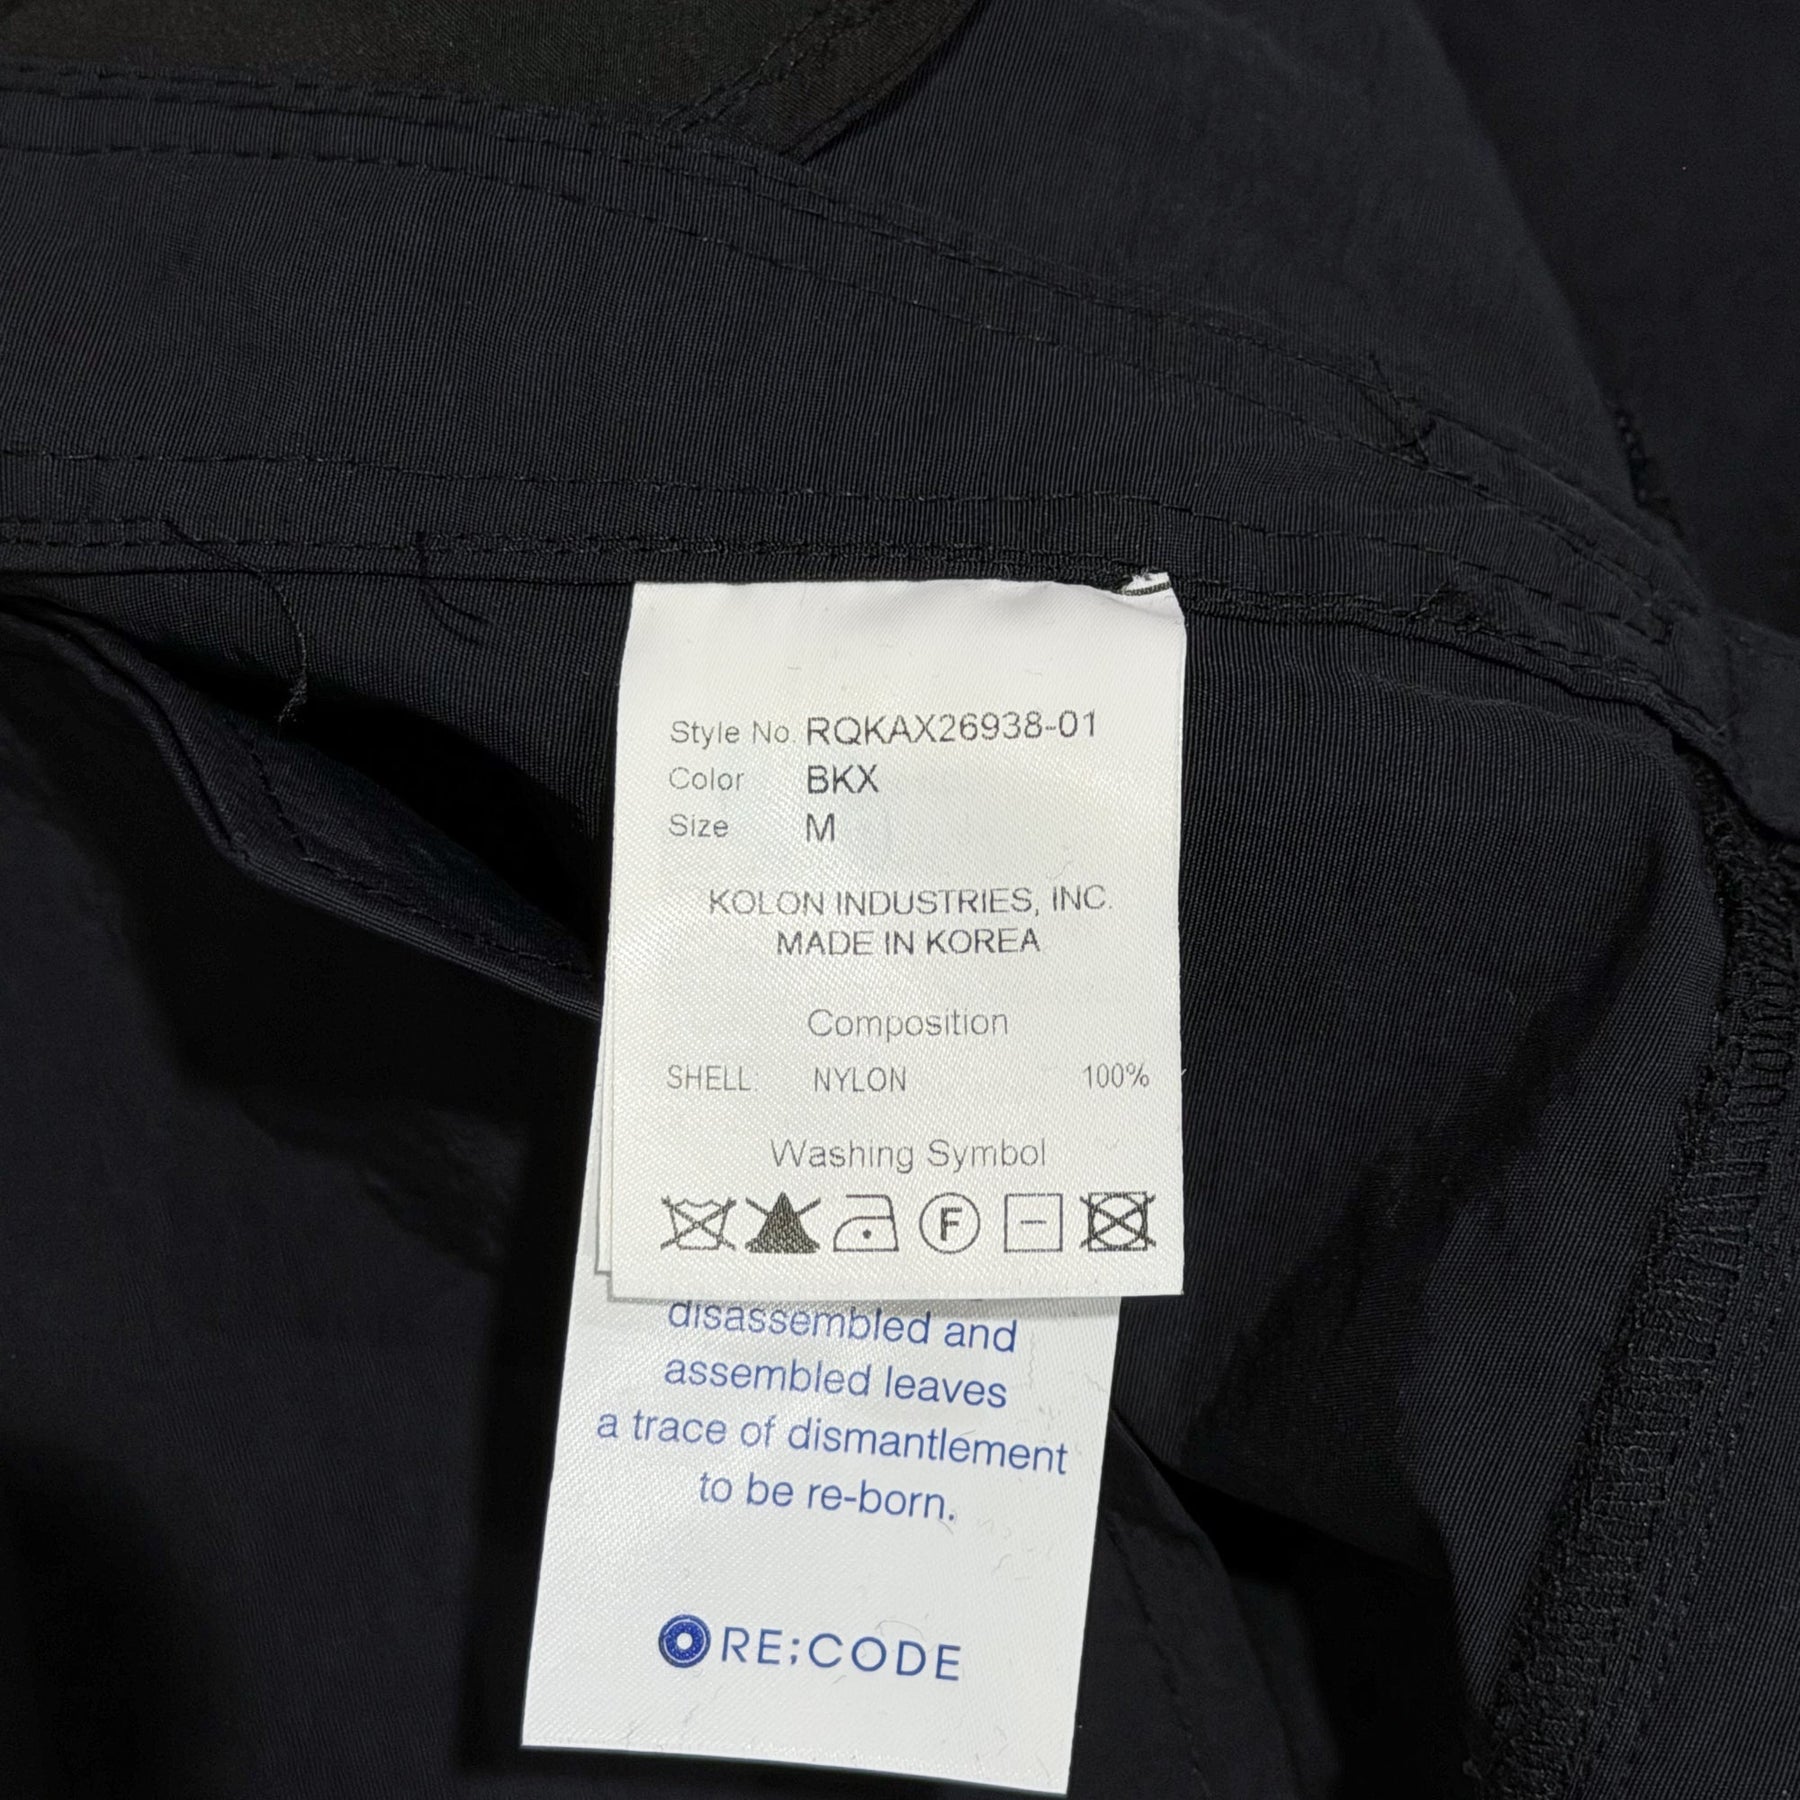 Style No. RQKAX26938-01
Color BKX
Size M
KOLON INDUSTRIES, INC.
MADE IN KOREA
Composition
SHELL: NYLON 100%
Washing Symbol
F
disassembled and
assembled leaves
a trace of dismantlement
to be re-born.
RE;CODE